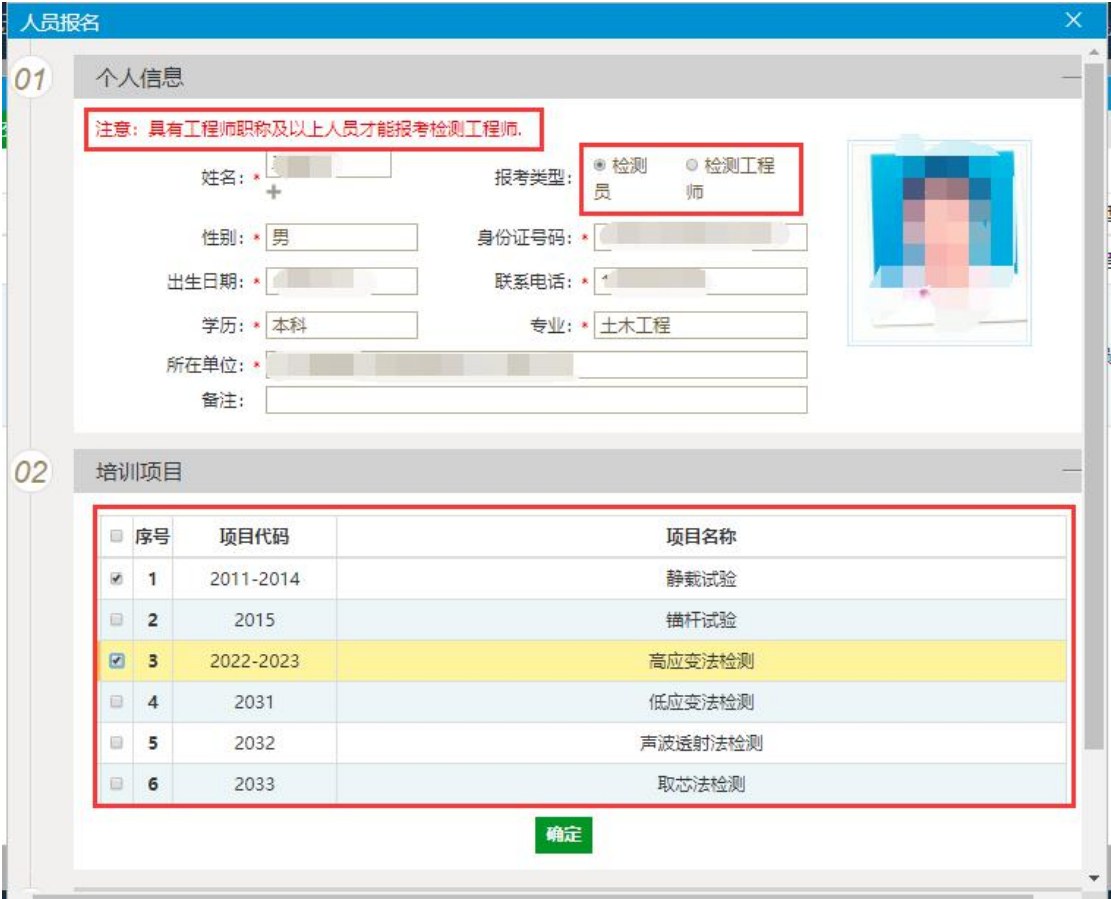 人员报名
01 个人信息
注意：具有工程师职称及以上人员才能报考检测工程师.
姓名：* 报考类型： 检测员 检测工程师
性别：* 男 身份证号码：*
出生日期：* 联系电话：*
学历：* 本科 专业：* 土木工程
所在单位：*
备注：
02 培训项目
序号 项目代码 项目名称
1 2011-2014 静载试验
2 2015 锚杆试验
3 2022-2023 高应变法检测
4 2031 低应变法检测
5 2032 声波透射法检测
6 2033 取芯法检测
确定